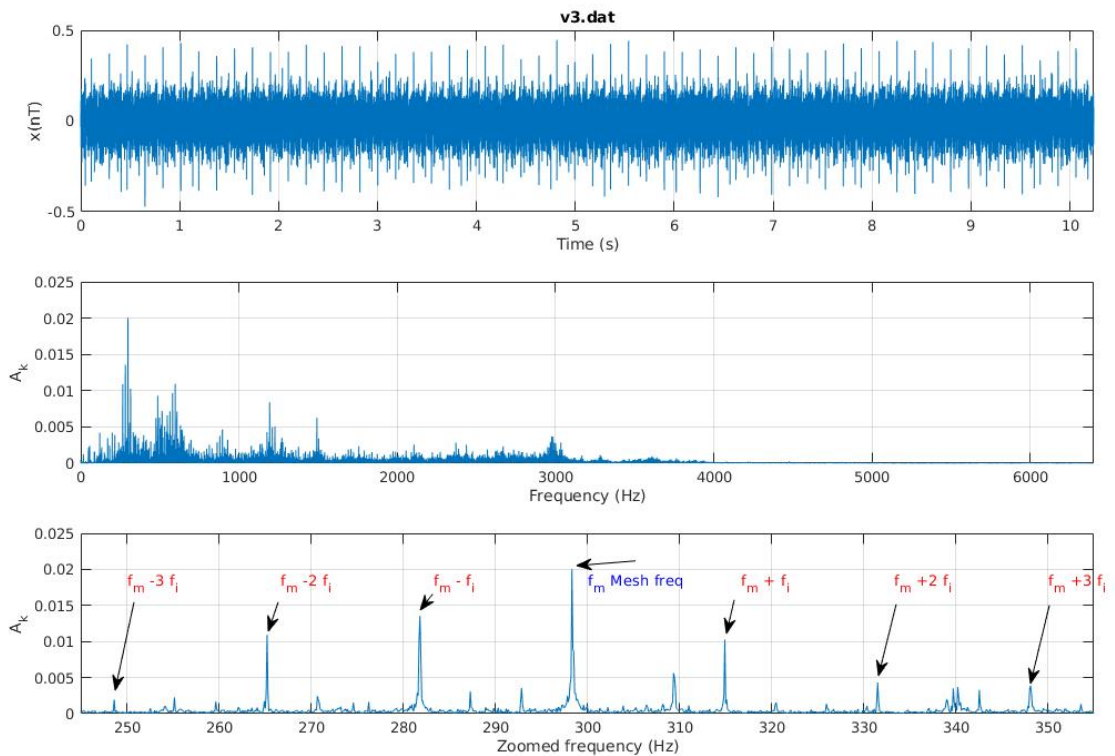 v3.dat
0.5
0
-0.5
x(nT)
0 1 2 3 4 5 6 7 8 9 10
Time (s)
0.025
0.02
0.015
0.01
0.005
0
A_k
0 1000 2000 3000 4000 5000 6000
Frequency (Hz)
0.025
0.02
0.015
0.01
0.005
0
A_k
f_m -3 f_i f_m -2 f_i f_m - f_i f_m Mesh freq f_m + f_i f_m +2 f_i f_m +3 f_i
250 260 270 280 290 300 310 320 330 340 350
Zoomed frequency (Hz)